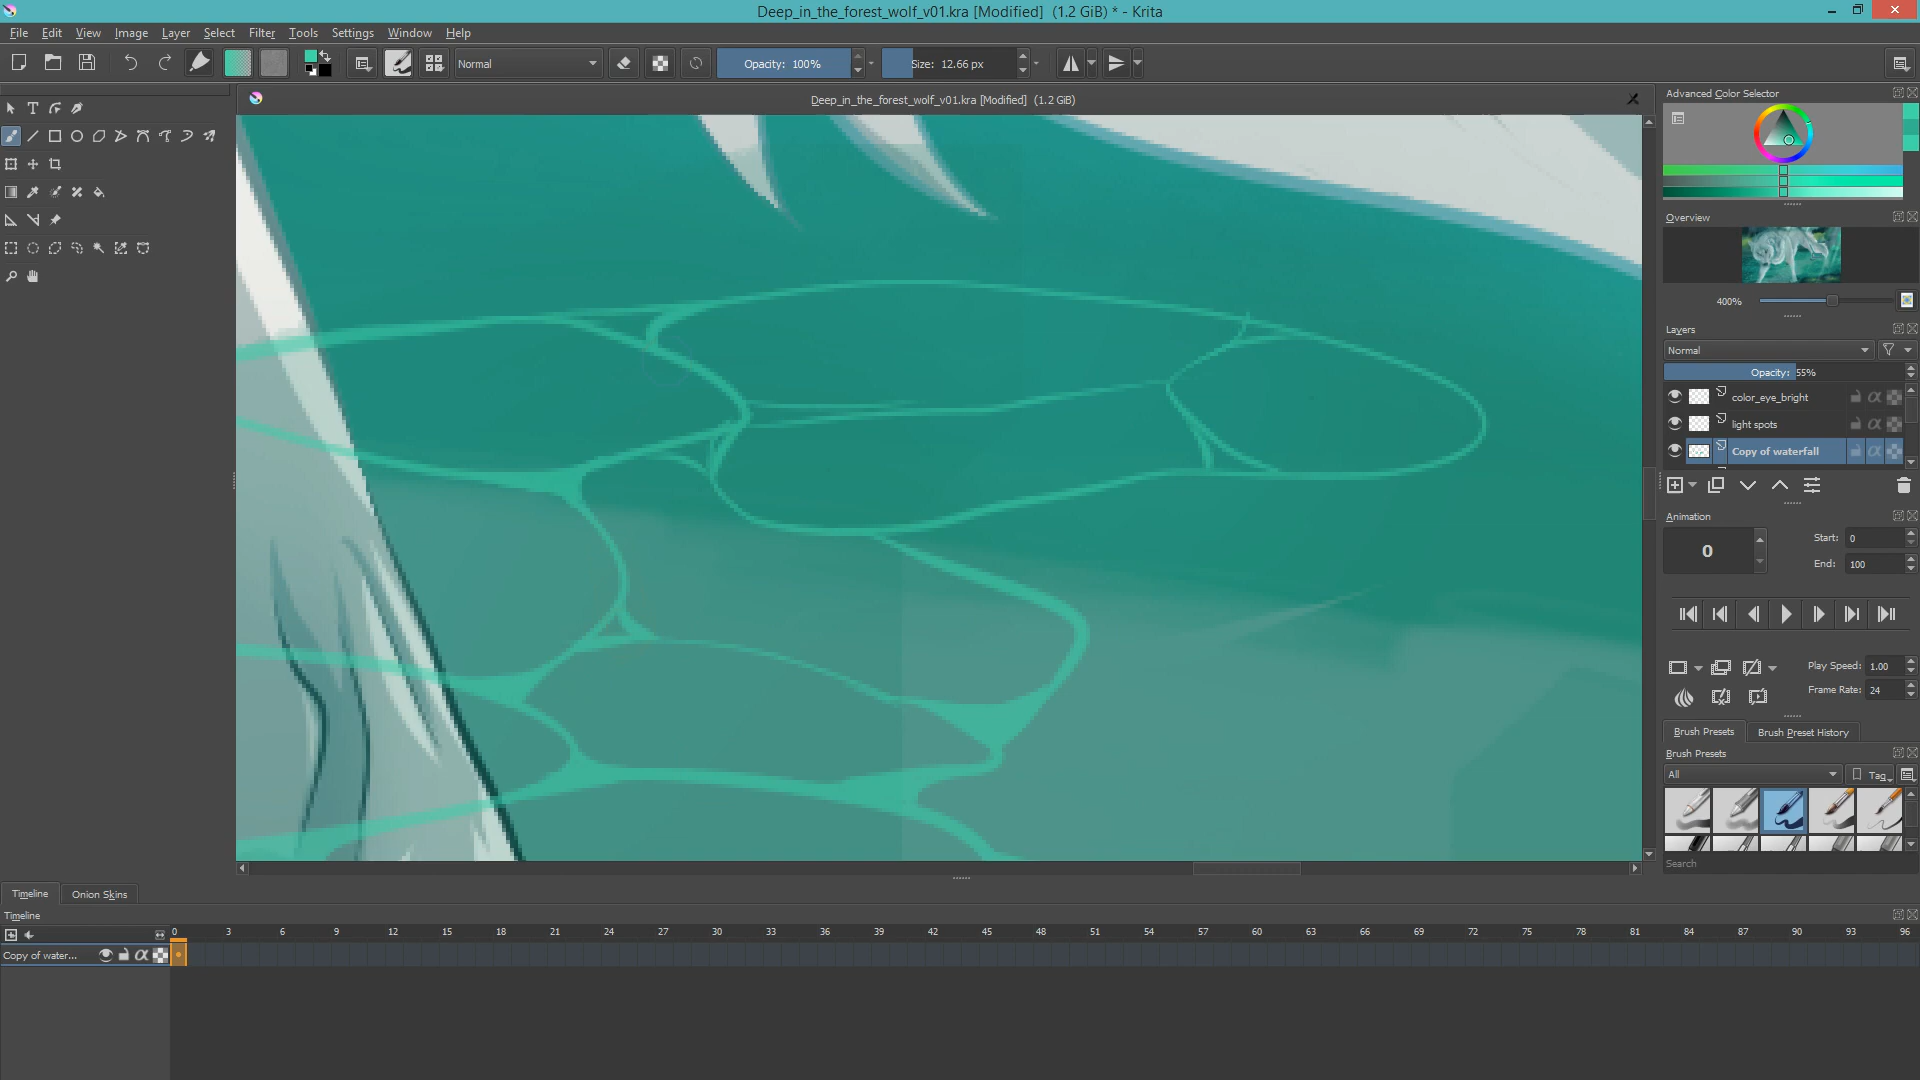 Deep_in_the_forest_wolf_v01.kra [Modified] (1.2 GiB) * - Krita
File Edit View Image Layer Select Filter Tools Settings Window Help
Normal Opacity: 100% Size: 12.66 px
Deep_in_the_forest_wolf_v01.kra [Modified] (1.2 GiB)
Advanced Color Selector
Overview
400%
Layers
Normal
Opacity: 55%
color_eye_bright
light spots
Copy of waterfall
Animation
0
Start: 0
End: 100
Play Speed: 1.00
Frame Rate: 24
Brush Presets Brush Preset History
Brush Presets
All Tag
Search
Timeline Onion Skins
Timeline
0 3 6 9 12 15 18 21 24 27 30 33 36 39 42 45 48 51 54 57 60 63 66 69 72 75 78 81 84 87 90 93 96
Copy of water...